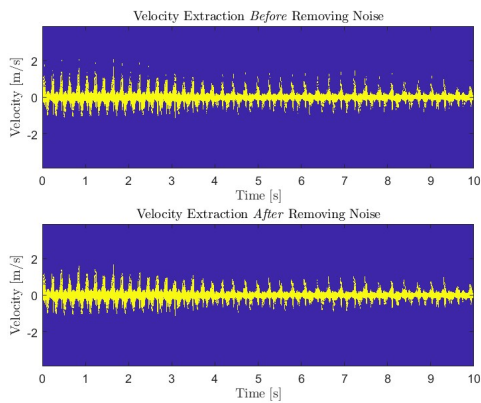 Velocity Extraction Before Removing Noise
Velocity [m/s]
2
0
-2
0 1 2 3 4 5 6 7 8 9 10
Time [s]
Velocity Extraction After Removing Noise
Velocity [m/s]
2
0
-2
0 1 2 3 4 5 6 7 8 9 10
Time [s]